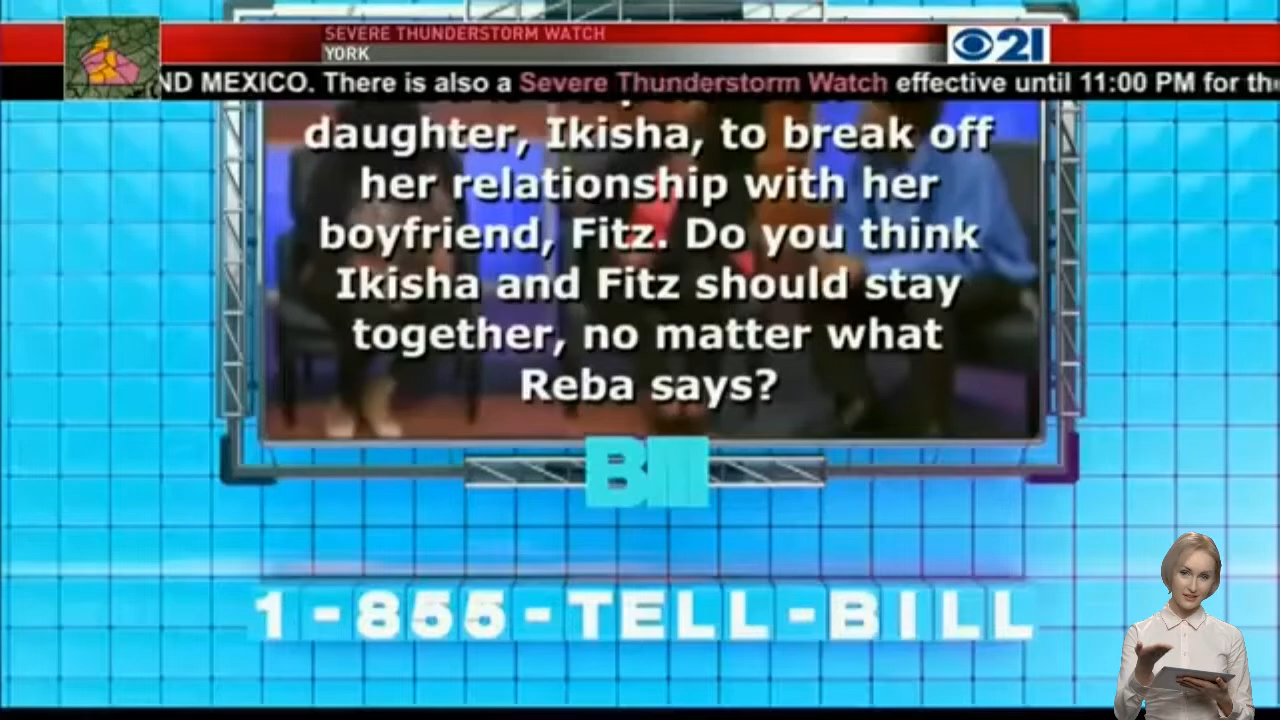 SEVERE THUNDERSTORM WATCH
YORK
21
ND MEXICO. There is also a Severe Thunderstorm Watch effective until 11:00 PM for the
daughter, Ikisha, to break off
her relationship with her
boyfriend, Fitz. Do you think
Ikisha and Fitz should stay
together, no matter what
Reba says?
Bill
1-855-TELL-BILL